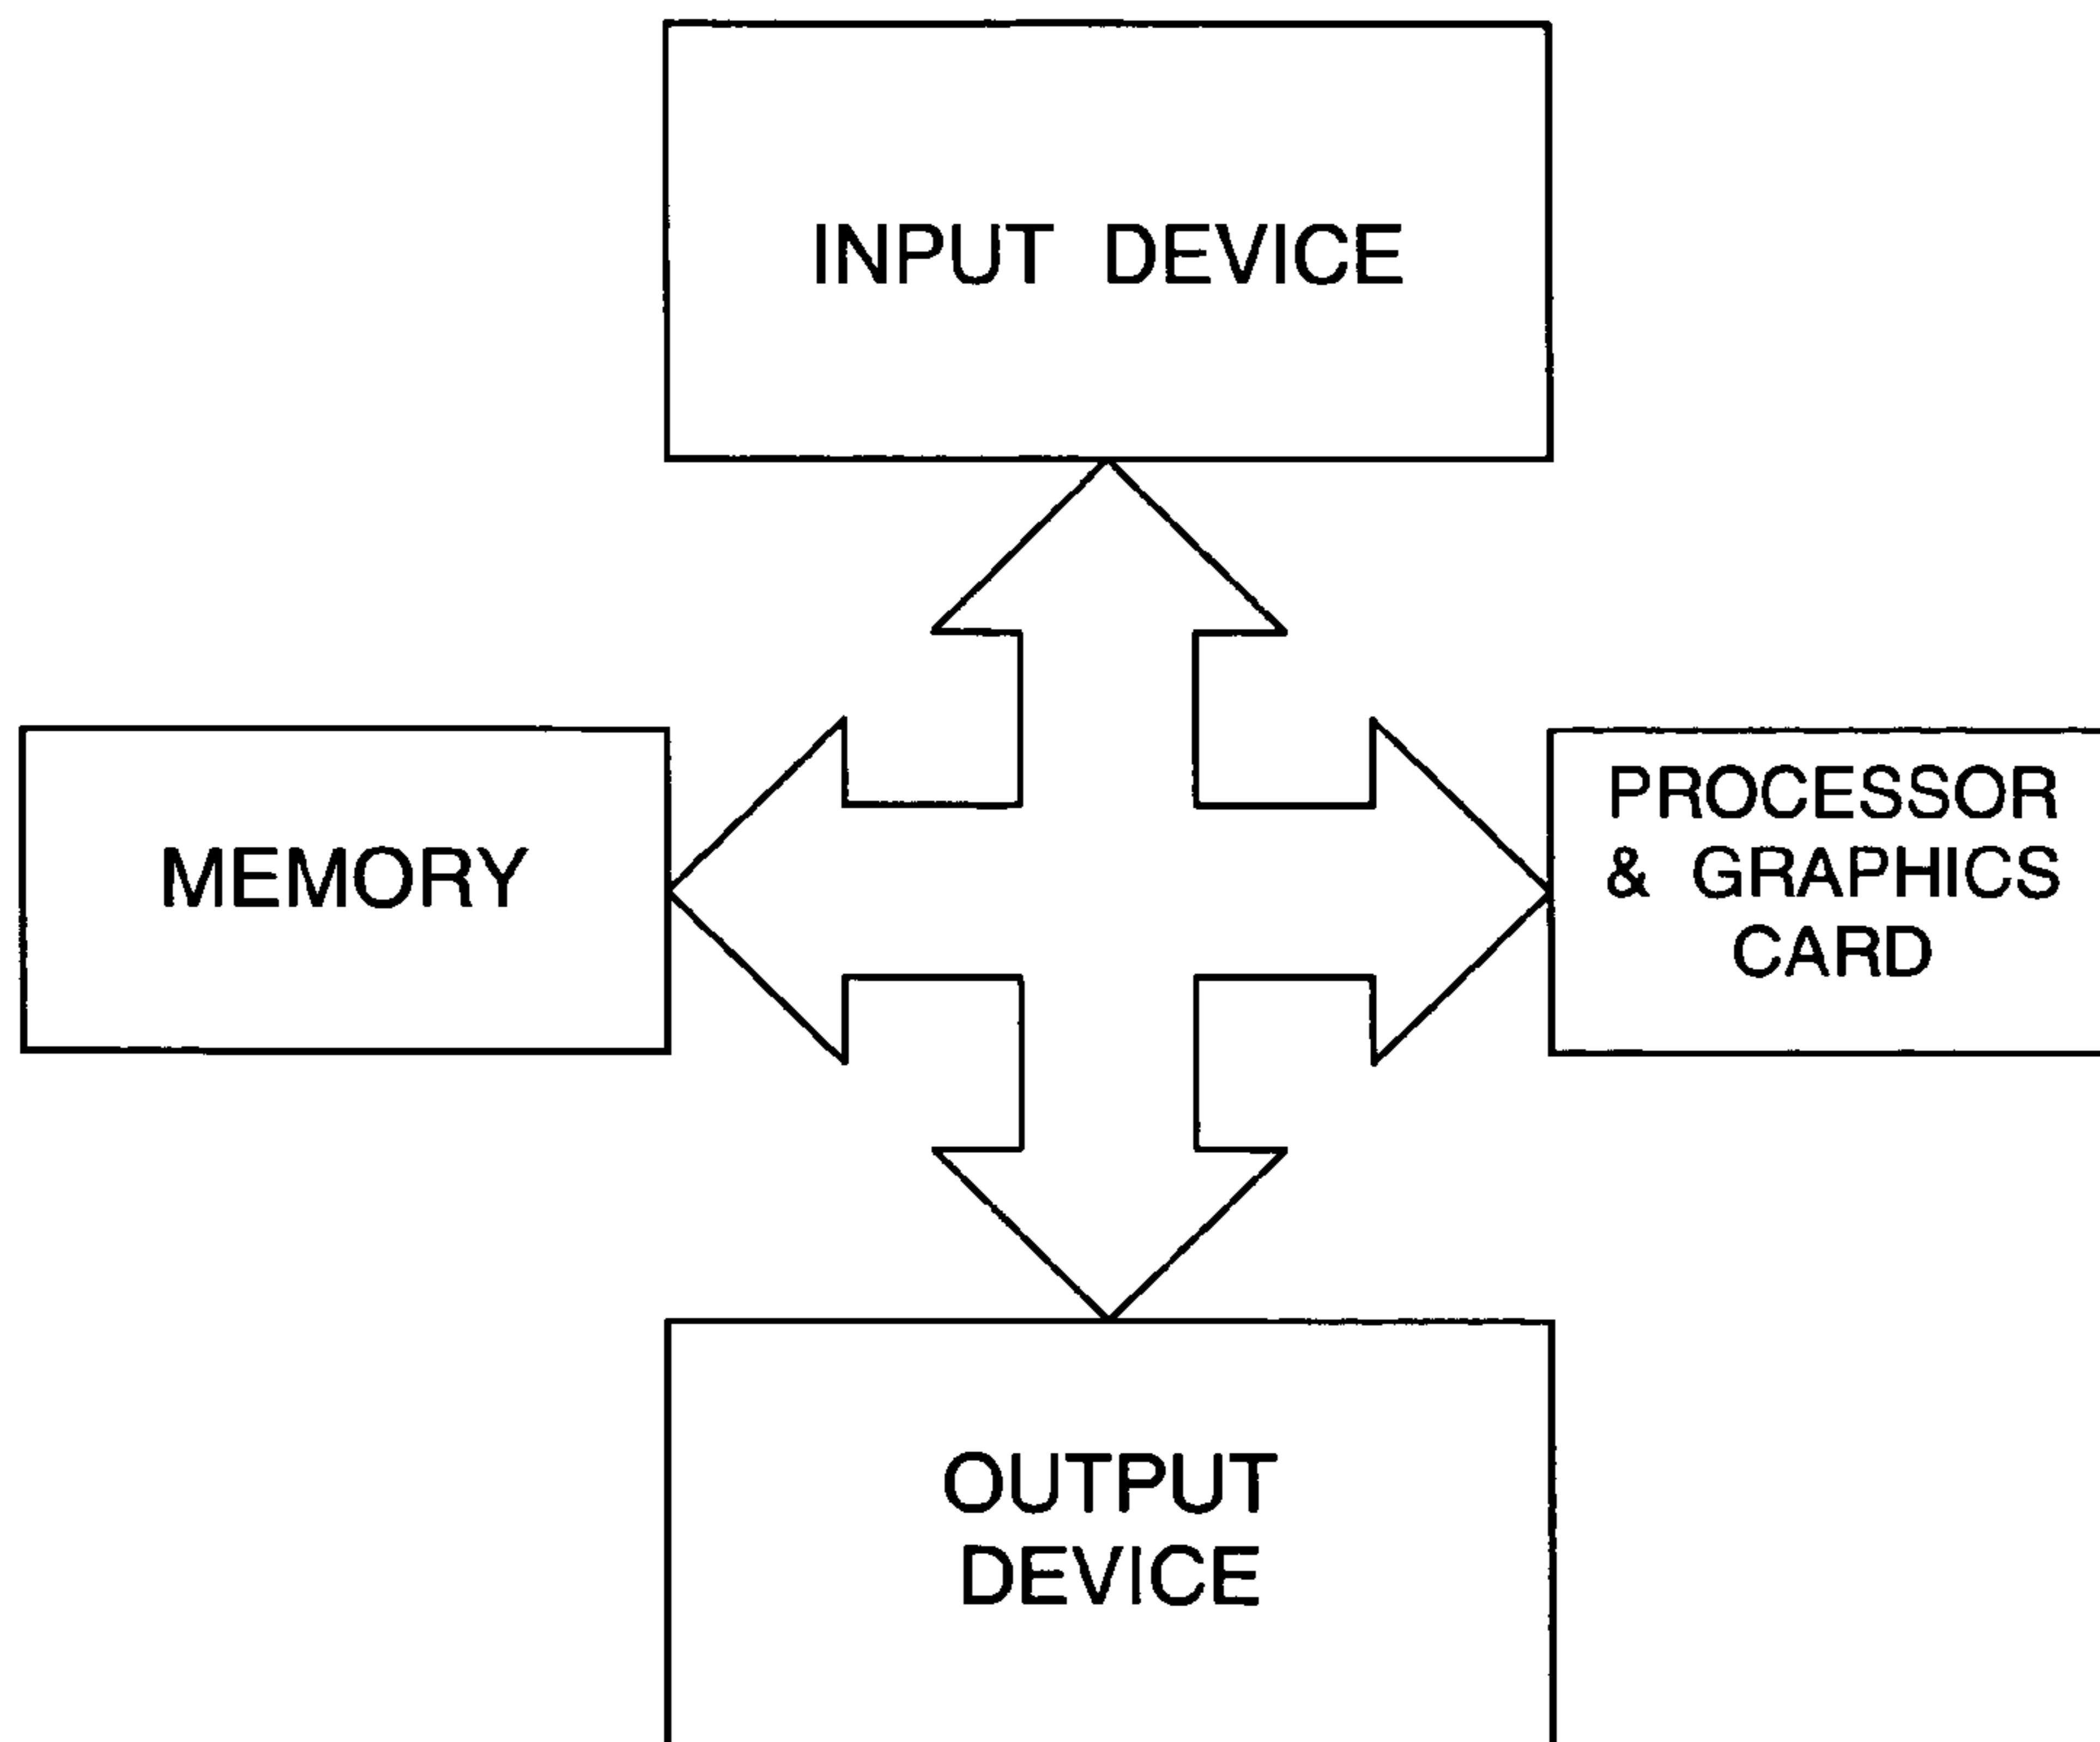 INPUT DEVICE
MEMORY
PROCESSOR
& GRAPHICS
CARD
OUTPUT
DEVICE